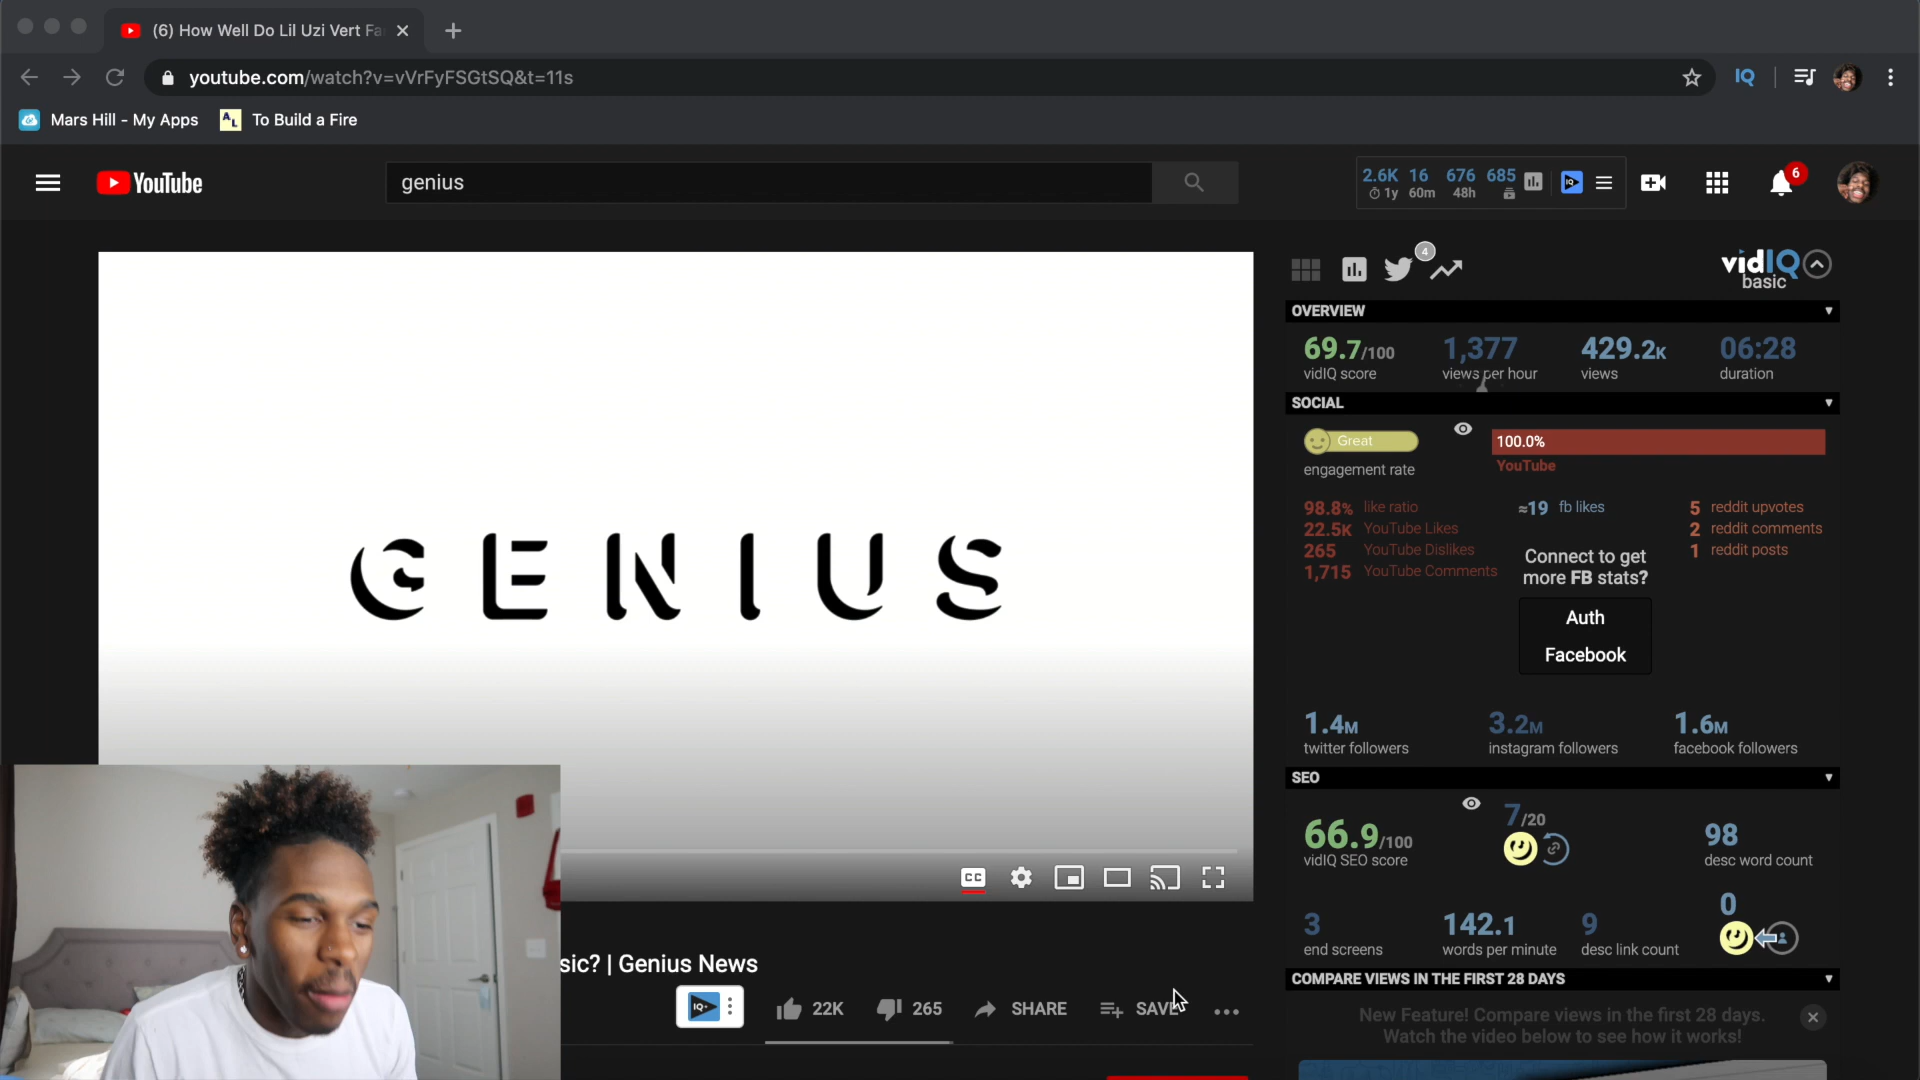 (6) How Well Do Lil Uzi Vert Fa
youtube.com/watch?v=vVrFyFSGtSQ&t=11s
IQ
Mars Hill - My Apps
AL To Build a Fire
YouTube
genius
2.6K 16 676 685
1y 60m 48h
6
4
vidIQ
basic
OVERVIEW
69.7/100 1,377 429.2K 06:28
vidIQ score views per hour views duration
SOCIAL
Great
100.0%
engagement rate
YouTube
98.8% like ratio
22.5K YouTube Likes
265 YouTube Dislikes
1,715 YouTube Comments
≈19 fb likes
Connect to get
more FB stats?
Auth
Facebook
5 reddit upvotes
2 reddit comments
1 reddit posts
GENIUS
1.4M 3.2M 1.6M
twitter followers instagram followers facebook followers
SEO
66.9/100
vidIQ SEO score
7/20
98
desc word count
CC
3 142.1 9 0
end screens words per minute desc link count
sic? | Genius News
IQ
22K 265 SHARE SAVE
COMPARE VIEWS IN THE FIRST 28 DAYS
New Feature! Compare views in the first 28 days.
Watch the video below to see how it works!